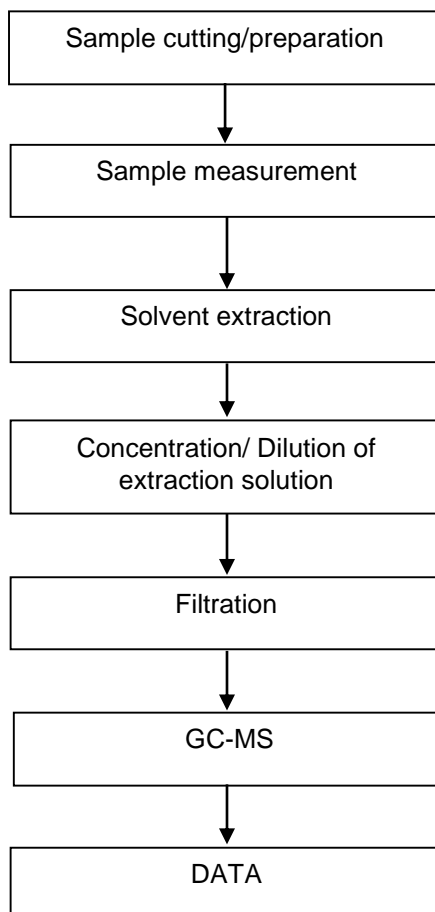 Sample cutting/preparation
Sample measurement
Solvent extraction
Concentration/ Dilution of
extraction solution
Filtration
GC-MS
DATA